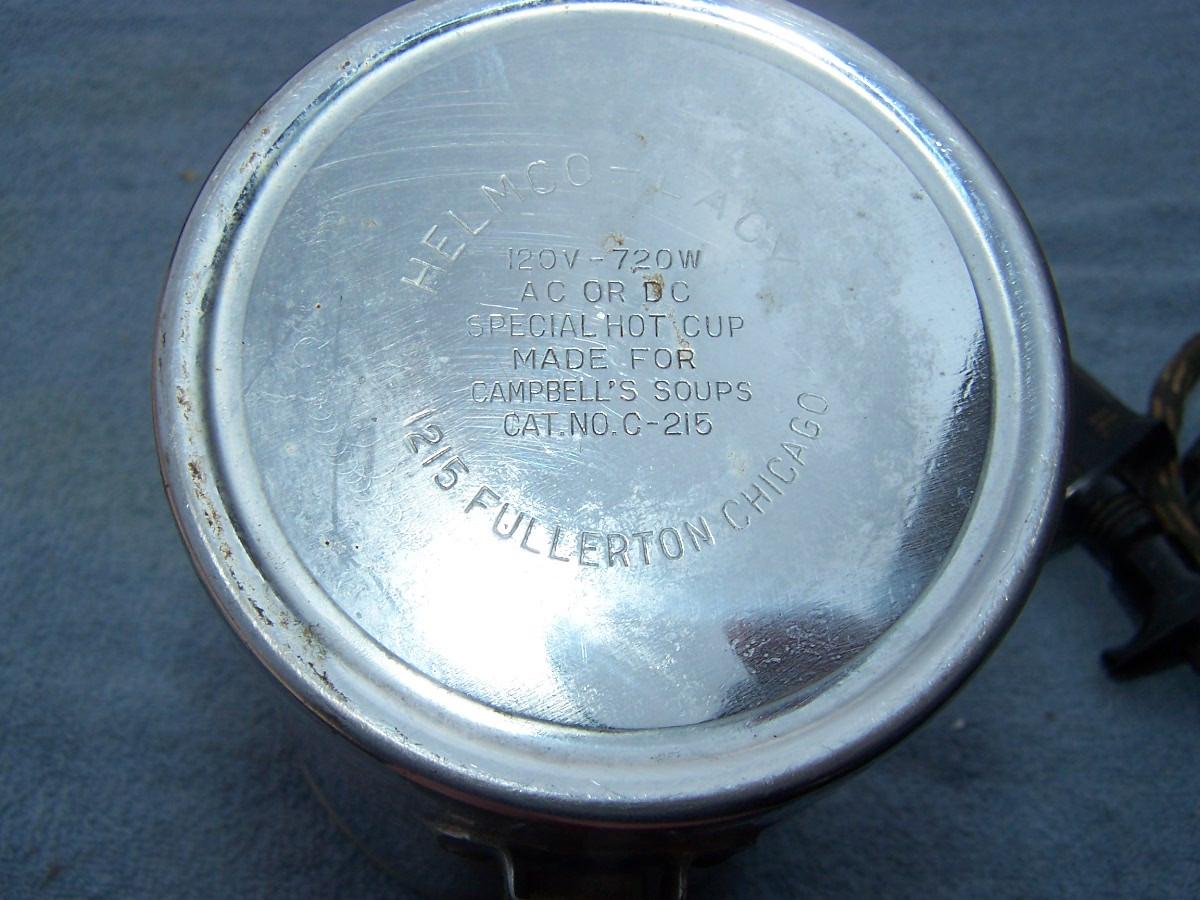 HELMCO - LACY
120V - 720W
AC OR DC
SPECIAL HOT CUP
MADE FOR
CAMPBELL'S SOUPS
CAT. NO. C-215
1215 FULLERTON CHICAGO